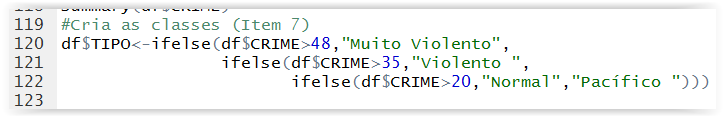 119 #Cria as classes (Item 7)
120 df$TIPO<-ifelse(df$CRIME>48,"Muito Violento",
121 ifelse(df$CRIME>35,"Violento ",
122 ifelse(df$CRIME>20,"Normal","Pacífico ")))
123